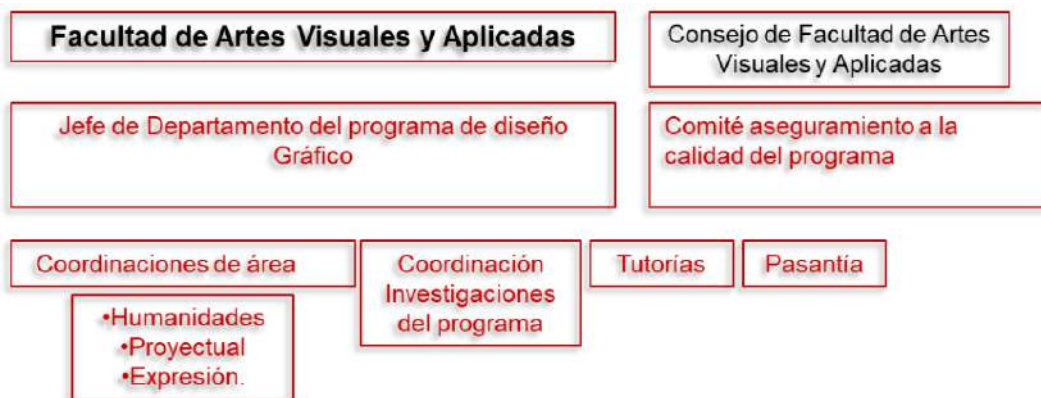 Facultad de Artes Visuales y Aplicadas
Consejo de Facultad de Artes
Visuales y Aplicadas
Jefe de Departamento del programa de diseño
Gráfico
Comité aseguramiento a la
calidad del programa
Coordinaciones de área
•Humanidades
•Proyectual
•Expresión.
Coordinación
Investigaciones
del programa
Tutorías
Pasantía